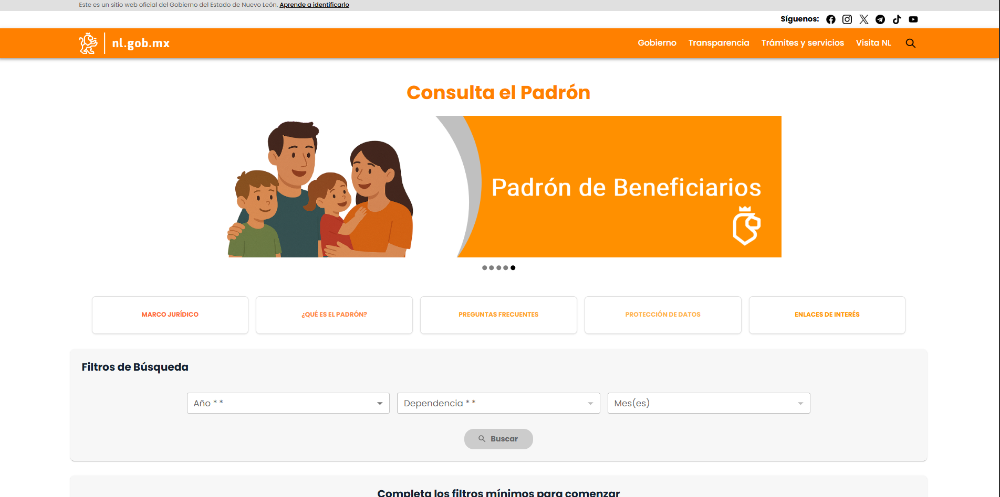 Este es un sitio web oficial del Gobierno del Estado de Nuevo León. Aprende a identificarlo
Síguenos:
nl.gob.mx
Gobierno Transparencia Trámites y servicios Visita NL
Consulta el Padrón
Padrón de Beneficiarios
MARCO JURÍDICO
¿QUÉ ES EL PADRÓN?
PREGUNTAS FRECUENTES
PROTECCIÓN DE DATOS
ENLACES DE INTERÉS
Filtros de Búsqueda
Año * *
Dependencia * *
Mes(es)
Buscar
Completa los filtros mínimos para comenzar